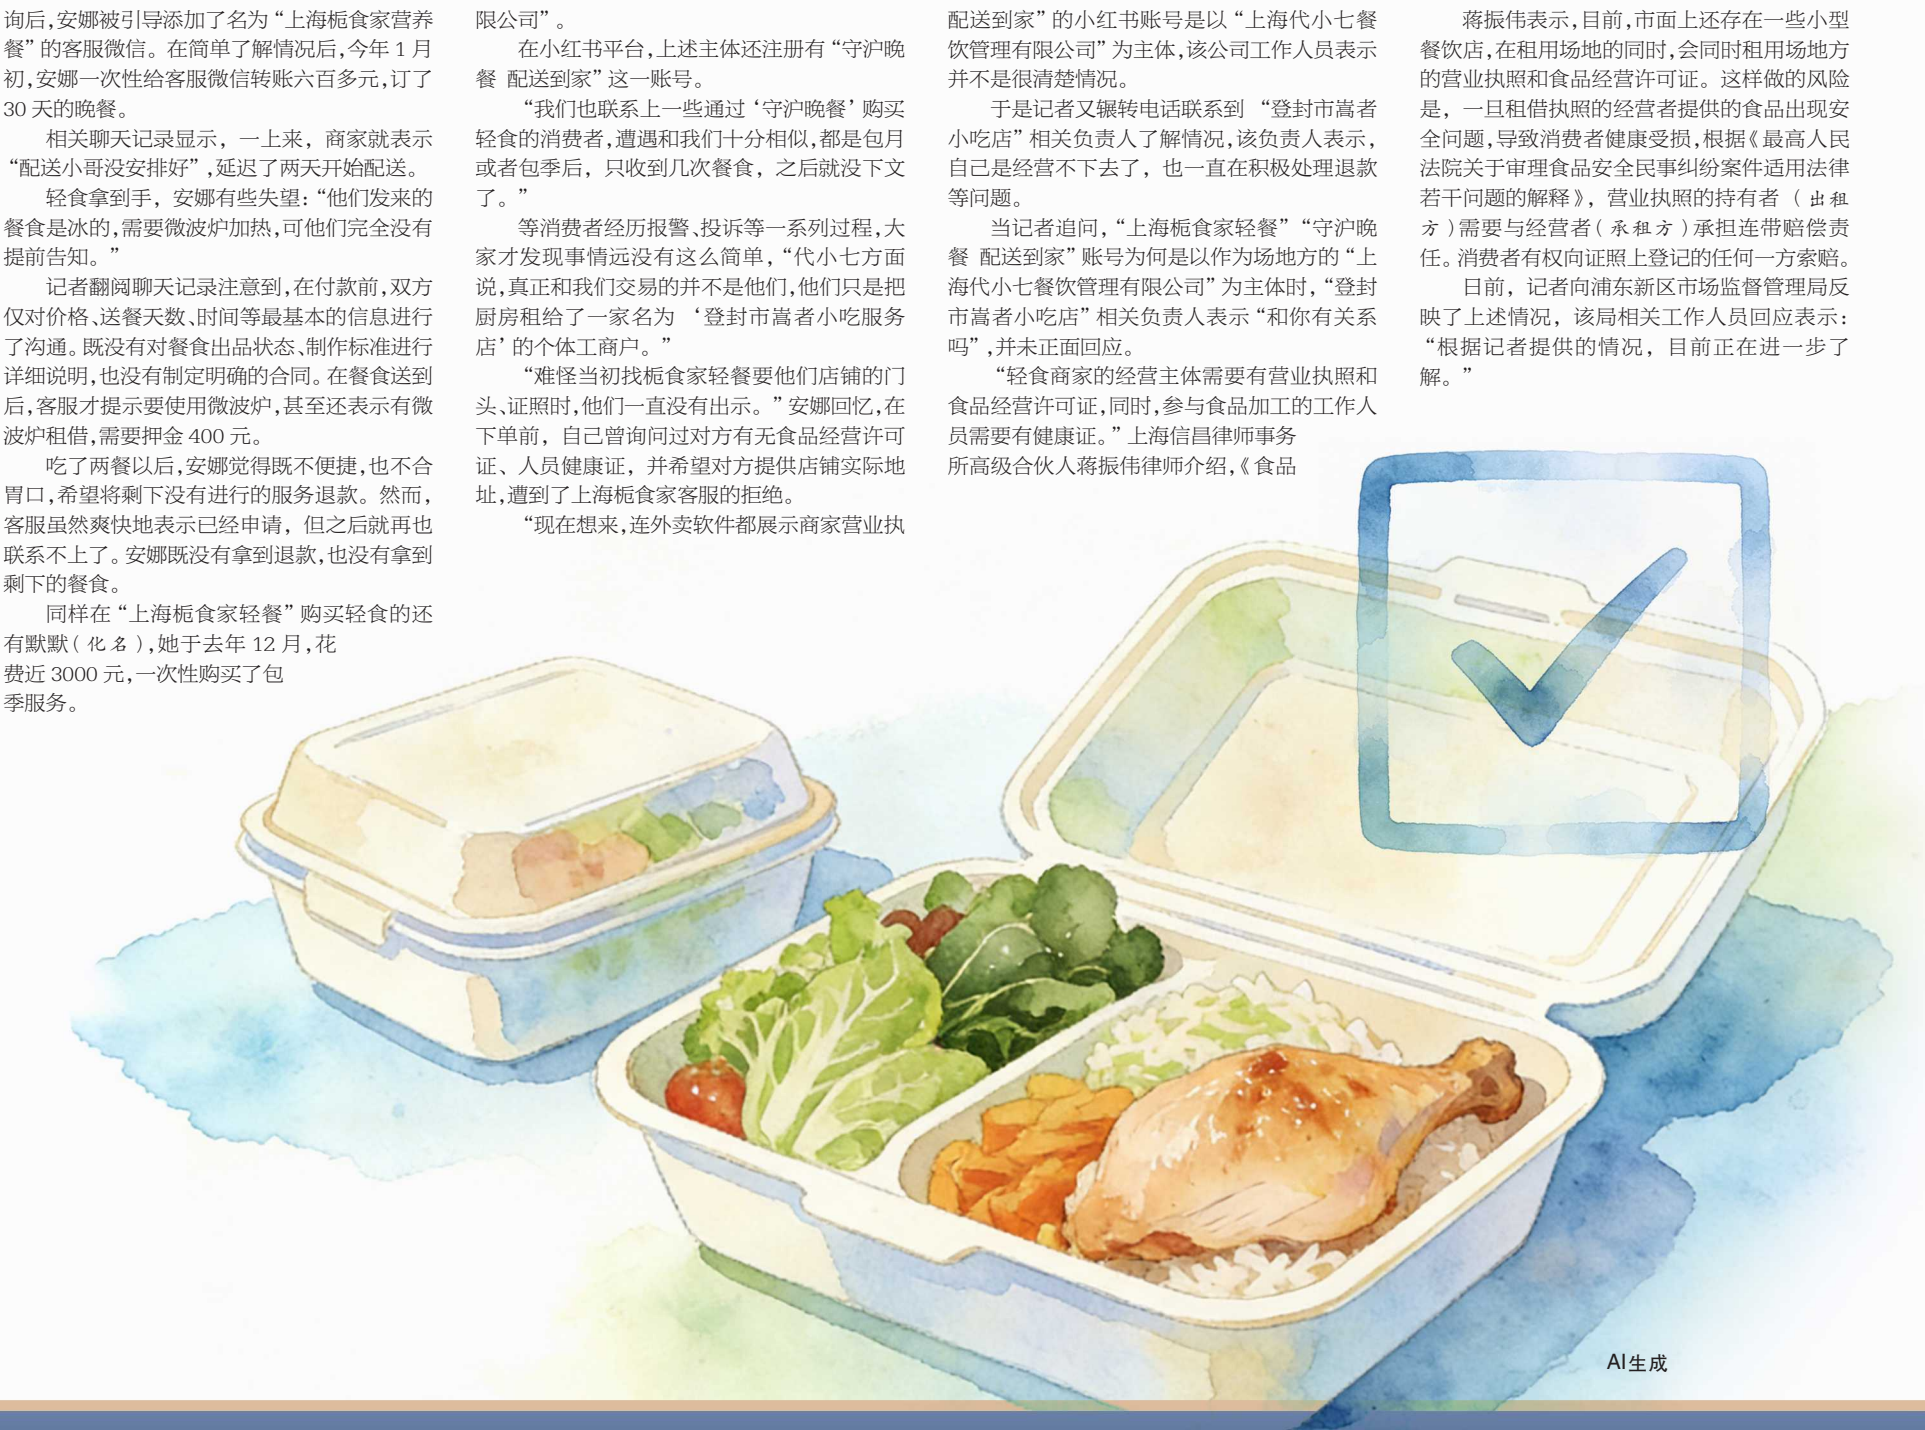 询后,安娜被引导添加了名为“上海栀食家营养
餐”的客服微信。在简单了解情况后,今年1月
初,安娜一次性给客服微信转账六百多元,订了
30天的晚餐。
相关聊天记录显示，一上来，商家就表示
“配送小哥没安排好”,延迟了两天开始配送。
轻食拿到手，安娜有些失望:“他们发来的
餐食是冰的,需要微波炉加热,可他们完全没有
提前告知。”
记者翻阅聊天记录注意到,在付款前,双方
仅对价格、送餐天数、时间等最基本的信息进行
了沟通。既没有对餐食出品状态、制作标准进行
详细说明,也没有制定明确的合同。在餐食送到
后,客服才提示要使用微波炉,甚至还表示有微
波炉租借,需要押金400元。
吃了两餐以后,安娜觉得既不便捷,也不合
胃口,希望将剩下没有进行的服务退款。然而,
客服虽然爽快地表示已经申请，但之后就再也
联系不上了。安娜既没有拿到退款,也没有拿到
剩下的餐食。
同样在“上海栀食家轻餐”购买轻食的还
有默默(化名),她于去年12月,花
费近3000元,一次性购买了包
季服务。
限公司”。
在小红书平台,上述主体还注册有“守沪晚
餐 配送到家”这一账号。
“我们也联系上一些通过‘守沪晚餐’购买
轻食的消费者,遭遇和我们十分相似,都是包月
或者包季后，只收到几次餐食，之后就没下文
了。”
等消费者经历报警、投诉等一系列过程,大
家才发现事情远没有这么简单，“代小七方面
说,真正和我们交易的并不是他们,他们只是把
厨房租给了一家名为 ‘登封市嵩者小吃服务
店’的个体工商户。”
“难怪当初找栀食家轻餐要他们店铺的门
头、证照时,他们一直没有出示。”安娜回忆,在
下单前，自己曾询问过对方有无食品经营许可
证、人员健康证，并希望对方提供店铺实际地
址,遭到了上海栀食家客服的拒绝。
“现在想来,连外卖软件都展示商家营业执
配送到家”的小红书账号是以“上海代小七餐
饮管理有限公司”为主体,该公司工作人员表示
并不是很清楚情况。
于是记者又辗转电话联系到 “登封市嵩者
小吃店”相关负责人了解情况,该负责人表示,
自己是经营不下去了，也一直在积极处理退款
等问题。
当记者追问,“上海栀食家轻餐”“守沪晚
餐 配送到家”账号为何是以作为场地方的“上
海代小七餐饮管理有限公司”为主体时,“登封
市嵩者小吃店”相关负责人表示“和你有关系
吗”,并未正面回应。
“轻食商家的经营主体需要有营业执照和
食品经营许可证,同时,参与食品加工的工作人
员需要有健康证。”上海信昌律师事务
所高级合伙人蒋振伟律师介绍,《食品
蒋振伟表示,目前,市面上还存在一些小型
餐饮店,在租用场地的同时,会同时租用场地方
的营业执照和食品经营许可证。这样做的风险
是，一旦租借执照的经营者提供的食品出现安
全问题,导致消费者健康受损,根据《最高人民
法院关于审理食品安全民事纠纷案件适用法律
若干问题的解释》，营业执照的持有者（出租
方)需要与经营者(承租方)承担连带赔偿责
任。消费者有权向证照上登记的任何一方索赔。
日前，记者向浦东新区市场监督管理局反
映了上述情况，该局相关工作人员回应表示:
“根据记者提供的情况，目前正在进一步了
解。”
AI生成